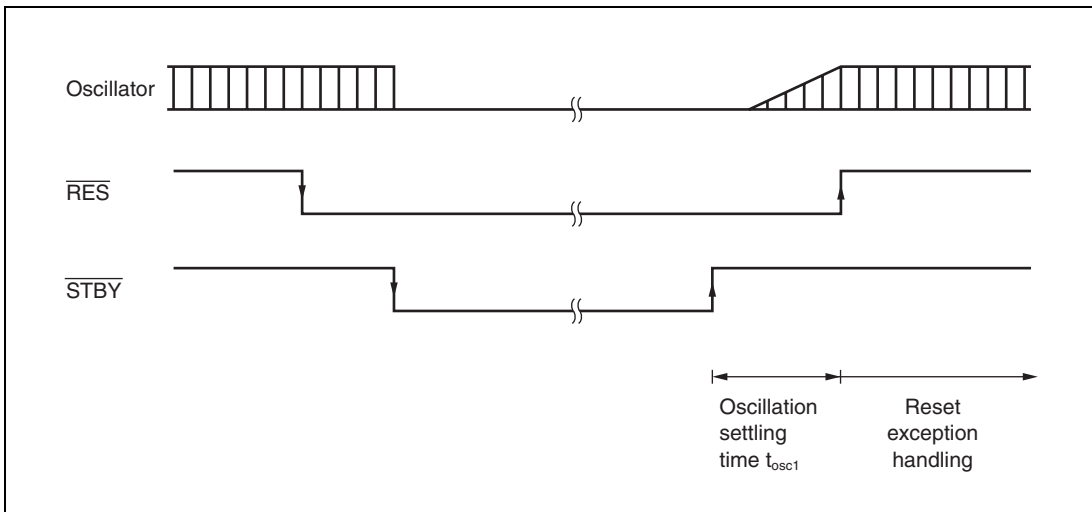 Oscillator
RES
STBY
Oscillation
settling
time tosc1
Reset
exception
handling